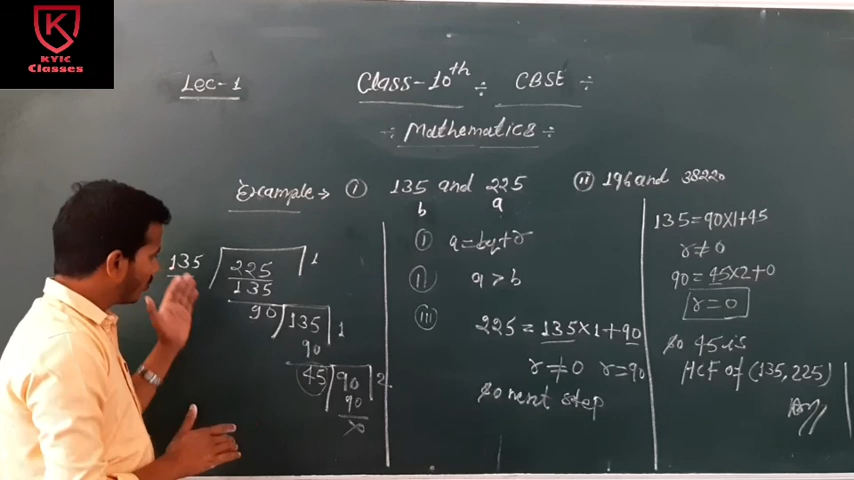 KYIC
Classes
Lec-1
Class-10th ÷ CBSE ÷
÷ Mathematics ÷
Example → (i) 135 and 225 (ii) 196 and 38220
b a
135 ) 225 | 1
135
90 ) 135 | 1
90
45 ) 90 | 2
90
×0
(i) a=bq+r
(ii) a>b
(iii)
225 = 135×1+90
r≠0 r=90
so next step
135=90×1+45
r≠0
90=45×2+0
r=0
so 45 is
HCF of (135,225)
Ans